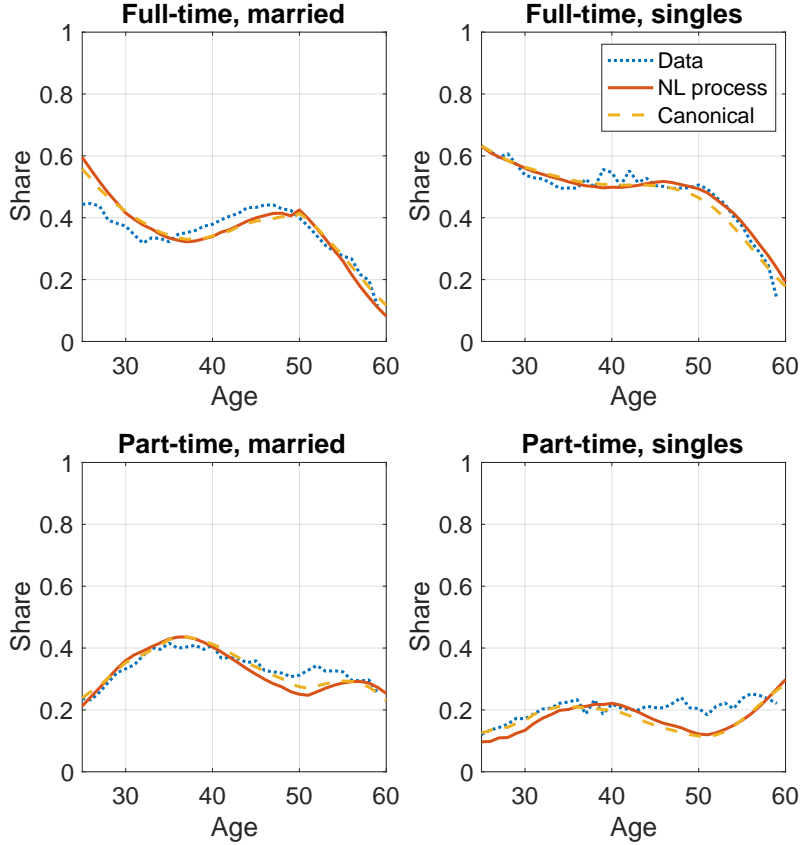 Full-time, married
1
0.8
0.6
0.4
0.2
0
Share
30
40
50
60
Age
Full-time, singles
Data
NL process
Canonical
1
0.8
0.6
0.4
0.2
0
Share
30
40
50
60
Age
Part-time, married
1
0.8
0.6
0.4
0.2
0
Share
30
40
50
60
Age
Part-time, singles
1
0.8
0.6
0.4
0.2
0
Share
30
40
50
60
Age